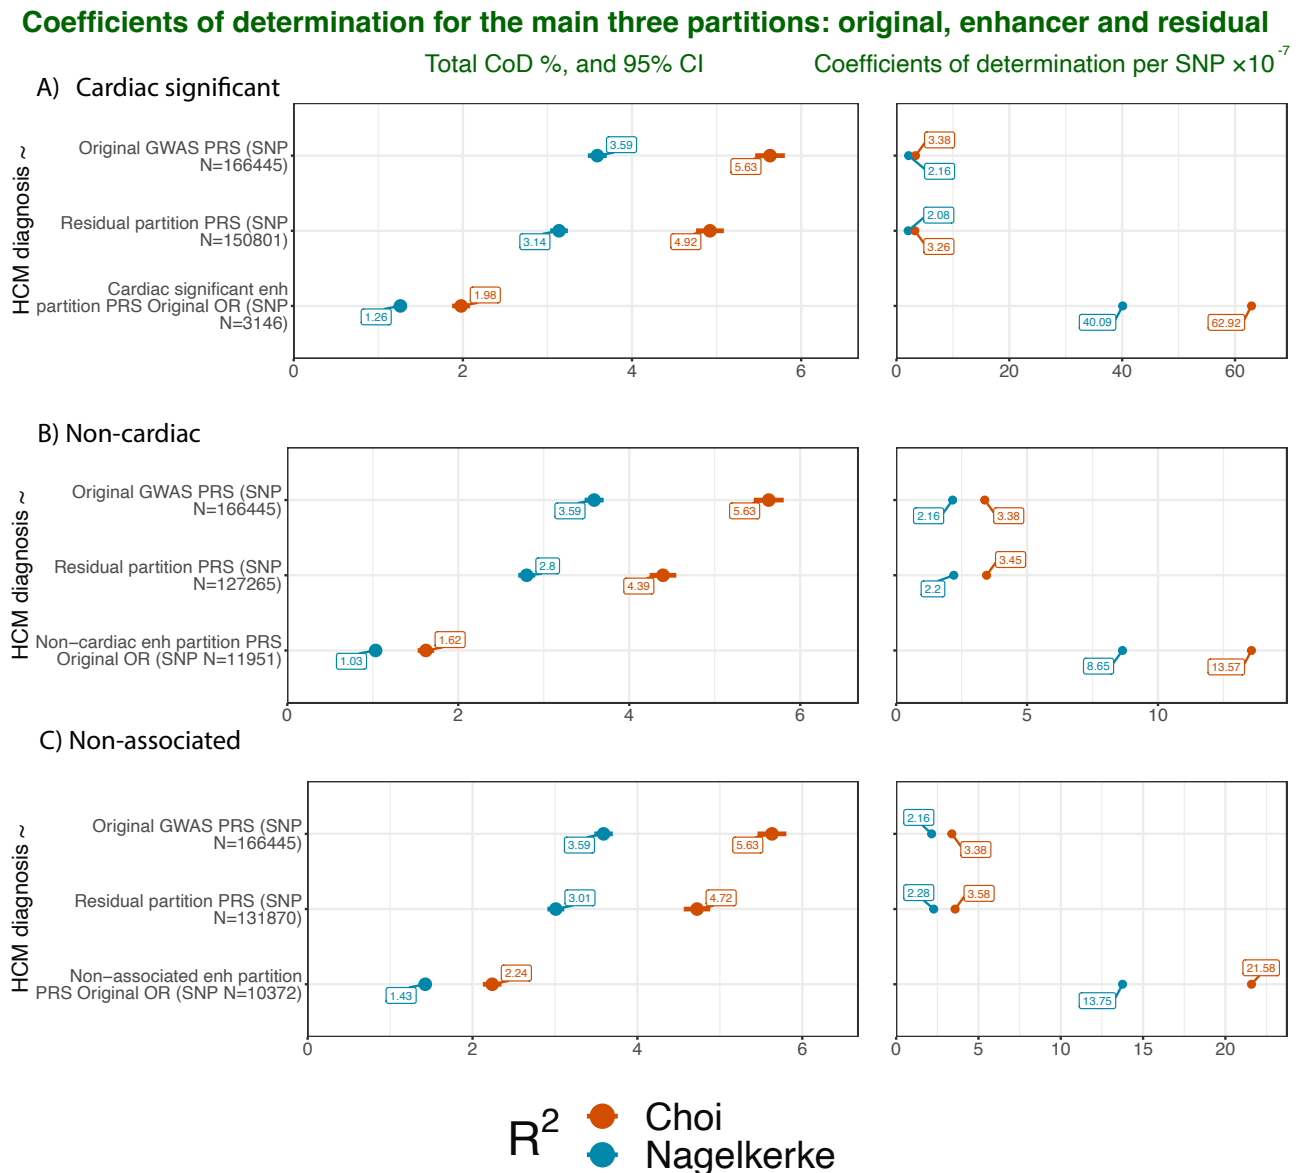 Coefficients of determination for the main three partitions: original, enhancer and residual
Total CoD %, and 95% CI
Coefficients of determination per SNP ×10⁻⁷
A) Cardiac significant
HCM diagnosis ~
Original GWAS PRS (SNP
N=166445)
Residual partition PRS (SNP
N=150801)
Cardiac significant enh
partition PRS Original OR (SNP
N=3146)
3.59
5.63
3.14
4.92
1.26
1.98
0 2 4 6
3.38
2.16
2.08
3.26
40.09
62.92
0 20 40 60
B) Non-cardiac
HCM diagnosis ~
Original GWAS PRS (SNP
N=166445)
Residual partition PRS (SNP
N=127265)
Non−cardiac enh partition PRS
Original OR (SNP N=11951)
3.59
5.63
2.8
4.39
1.03
1.62
0 2 4 6
2.16
3.38
3.45
2.2
8.65
13.57
0 5 10
C) Non-associated
HCM diagnosis ~
Original GWAS PRS (SNP
N=166445)
Residual partition PRS (SNP
N=131870)
Non−associated enh partition
PRS Original OR (SNP N=10372)
3.59
5.63
3.01
4.72
1.43
2.24
0 2 4 6
2.16
3.38
2.28
3.58
13.75
21.58
0 5 10 15 20
R²
Choi
Nagelkerke